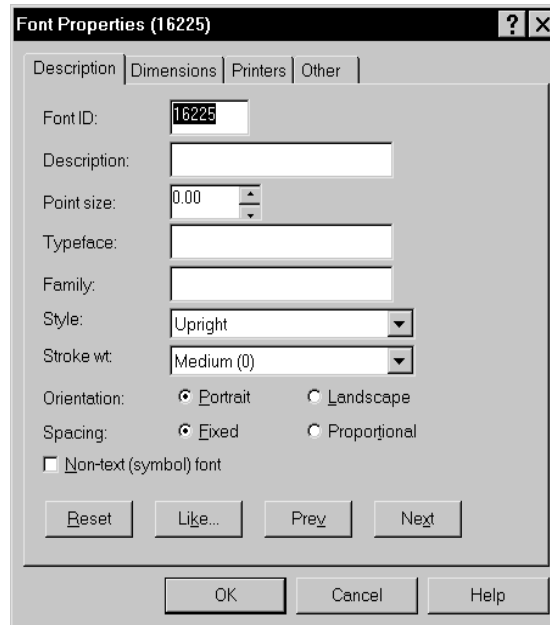 Font Properties (16225)
Description Dimensions Printers Other
Font ID: 16225
Description:
Point size: 0.00
Typeface:
Family:
Style: Upright
Stroke wt: Medium (0)
Orientation: Portrait Landscape
Spacing: Fixed Proportional
Non-text (symbol) font
Reset Like... Prev Next
OK Cancel Help